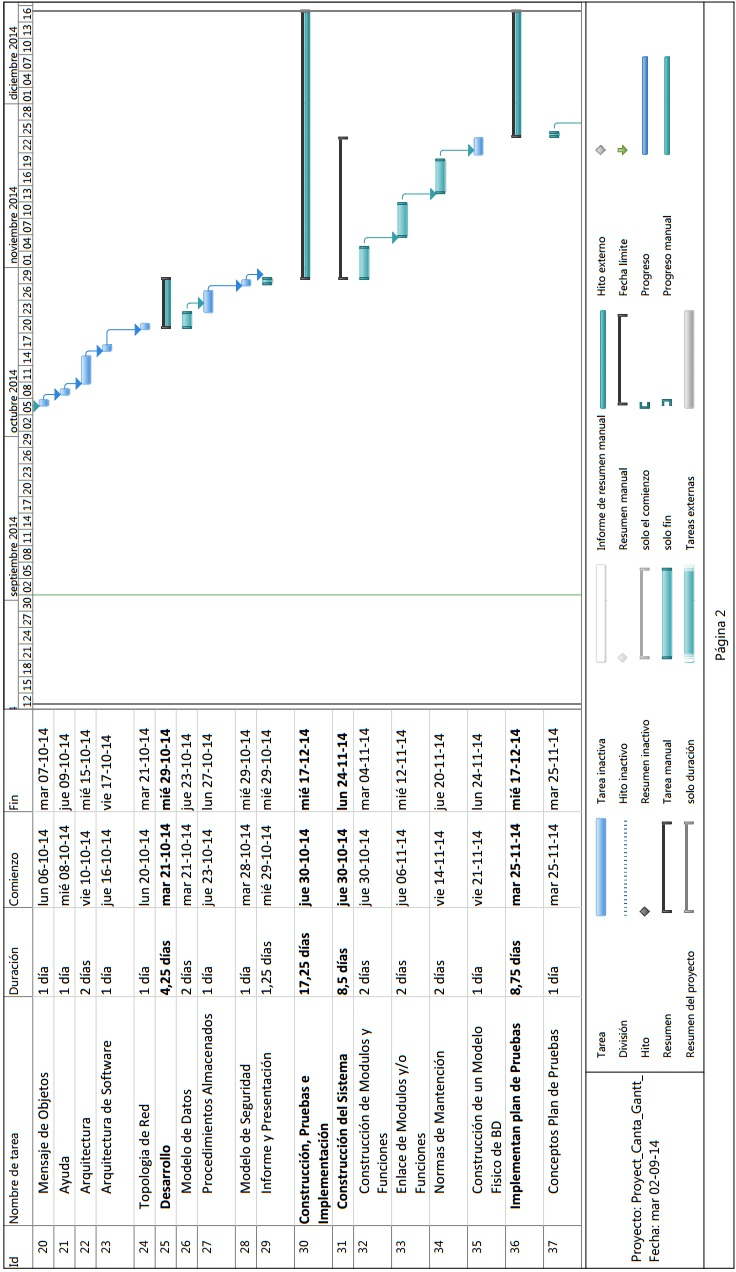 Id Nombre de tarea Duración Comienzo Fin
septiembre 2014 octubre 2014 noviembre 2014 diciembre 2014
12 15 18 21 24 27 30 02 05 08 11 14 17 20 23 26 29 02 05 08 11 14 17 20 23 26 29 01 04 07 10 13 16 19 22 25 28 01 04 07 10 13 16
20 Mensaje de Objetos 1 día lun 06-10-14 mar 07-10-14
21 Ayuda 1 día mié 08-10-14 jue 09-10-14
22 Arquitectura 2 días vie 10-10-14 mié 15-10-14
23 Arquitectura de Software 1 día jue 16-10-14 vie 17-10-14
24 Topologia de Red 1 día lun 20-10-14 mar 21-10-14
25 Desarrollo 4,25 días mar 21-10-14 mié 29-10-14
26 Modelo de Datos 2 días mar 21-10-14 jue 23-10-14
27 Procedimientos Almacenados 1 día jue 23-10-14 lun 27-10-14
28 Modelo de Seguridad 1 día mar 28-10-14 mié 29-10-14
29 Informe y Presentación 1,25 días mié 29-10-14 mié 29-10-14
30 Construcción, Pruebas e 17,25 días jue 30-10-14 mié 17-12-14
Implementación
31 Construcción del Sistema 8,5 días jue 30-10-14 lun 24-11-14
32 Construcción de Modulos y 2 días jue 30-10-14 mar 04-11-14
Funciones
33 Enlace de Modulos y/o 2 días jue 06-11-14 mié 12-11-14
Funciones
34 Normas de Mantención 2 días vie 14-11-14 jue 20-11-14
35 Construcción de un Modelo 1 día vie 21-11-14 lun 24-11-14
Fisico de BD
36 Implementan plan de Pruebas 8,75 días mar 25-11-14 mié 17-12-14
37 Conceptos Plan de Pruebas 1 día mar 25-11-14 mar 25-11-14
Proyecto: Proyect_Canta_Gantt_
Fecha: mar 02-09-14
Tarea
División
Hito
Resumen
Resumen del proyecto
Tarea inactiva
Hito inactivo
Resumen inactivo
Tarea manual
solo duración
Informe de resumen manual
Resumen manual
solo el comienzo
solo fin
Tareas externas
Hito externo
Fecha límite
Progreso
Progreso manual
Página 2